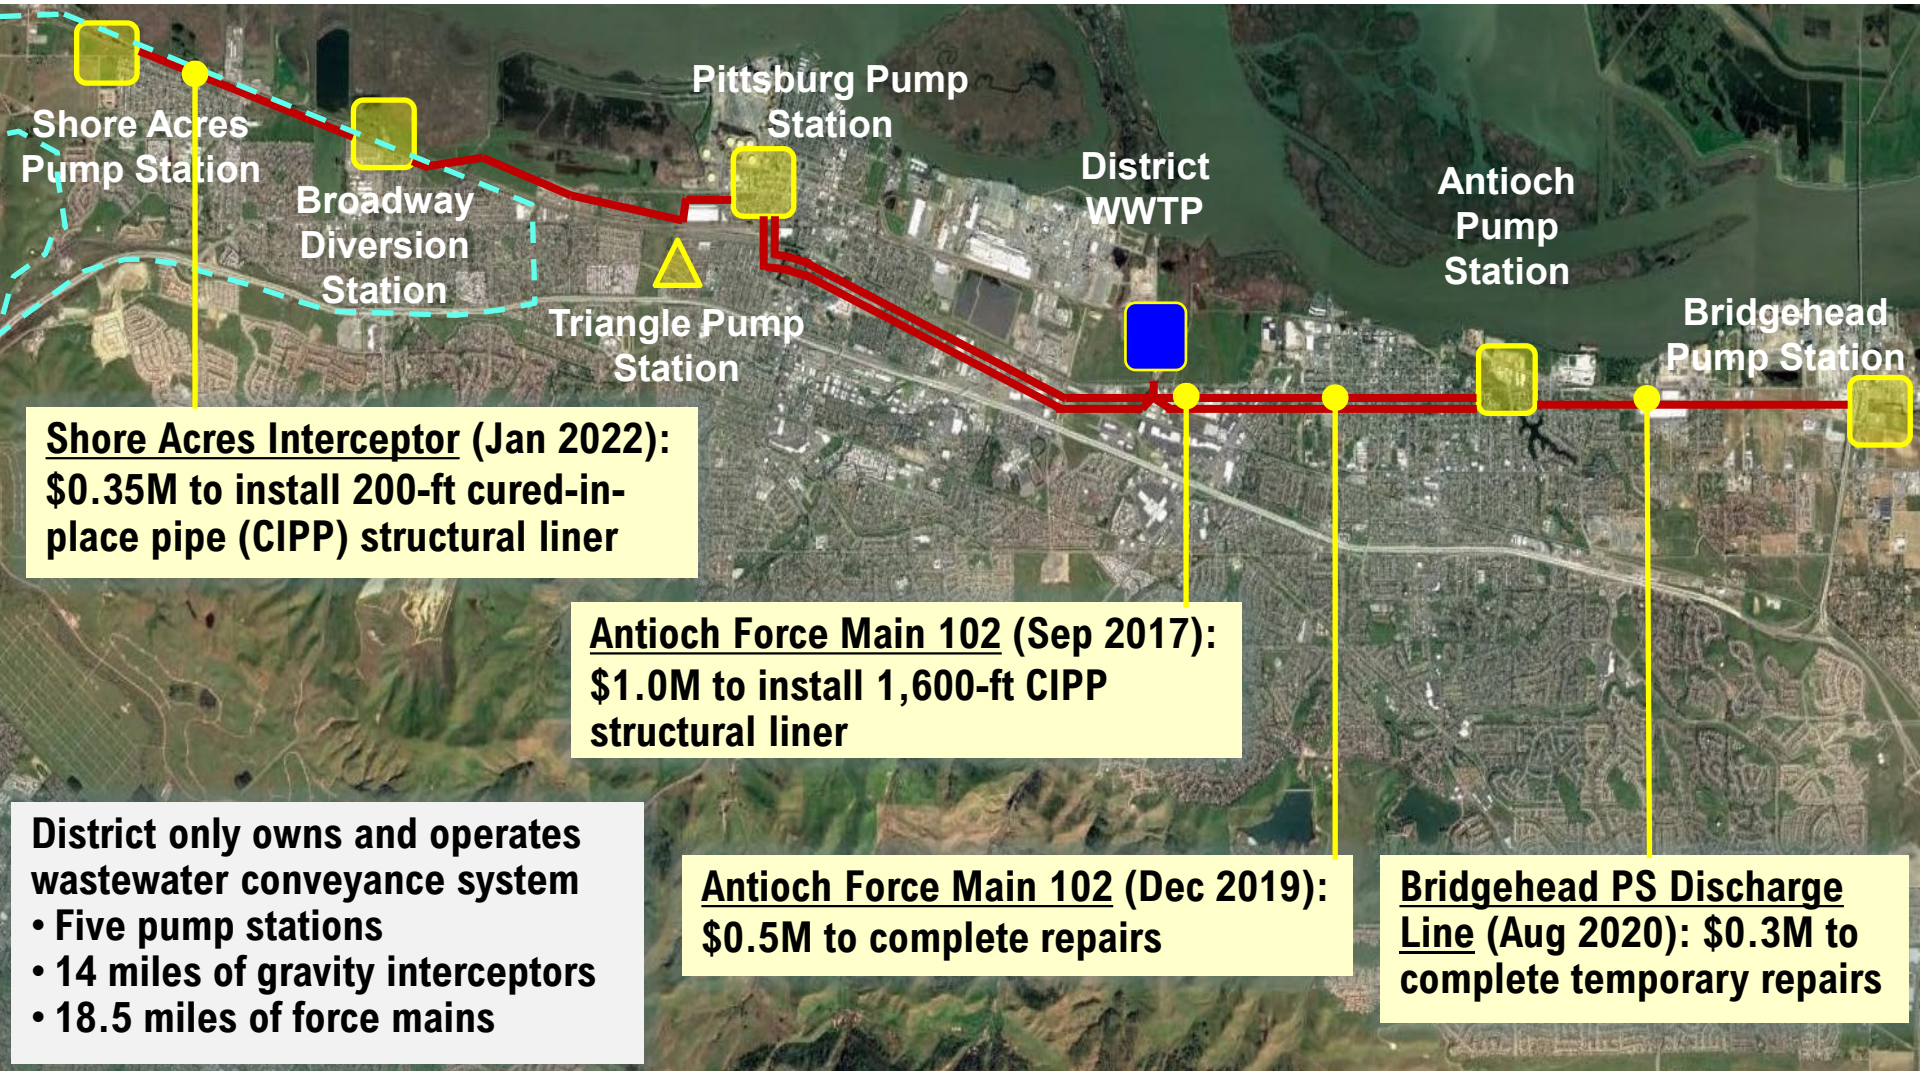 Shore Acres
Pump Station
Broadway
Diversion
Station
Pittsburg Pump
Station
Triangle Pump
Station
District
WWTP
Antioch
Pump
Station
Bridgehead
Pump Station
Shore Acres Interceptor (Jan 2022):
$0.35M to install 200-ft cured-in-
place pipe (CIPP) structural liner
Antioch Force Main 102 (Sep 2017):
$1.0M to install 1,600-ft CIPP
structural liner
Antioch Force Main 102 (Dec 2019):
$0.5M to complete repairs
Bridgehead PS Discharge
Line (Aug 2020): $0.3M to
complete temporary repairs
District only owns and operates
wastewater conveyance system
• Five pump stations
• 14 miles of gravity interceptors
• 18.5 miles of force mains